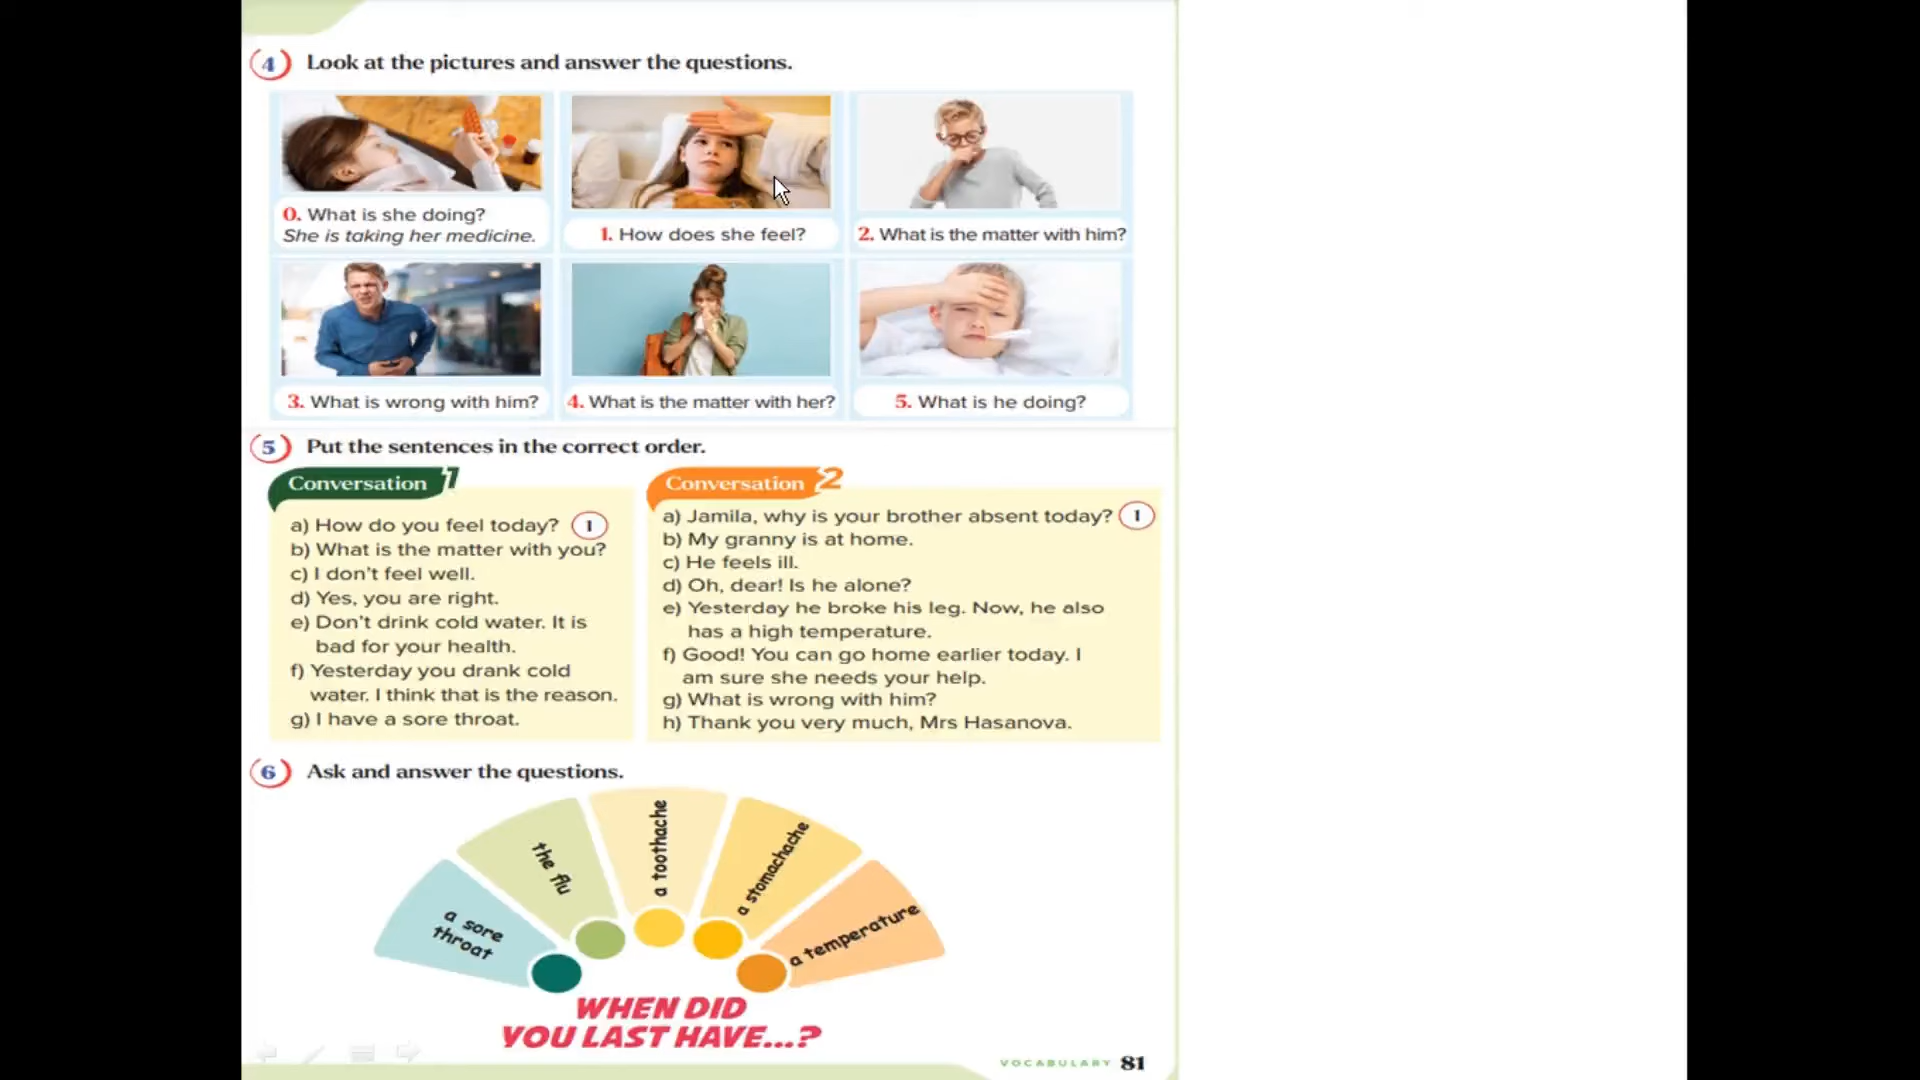 4 Look at the pictures and answer the questions.
0. What is she doing?
She is taking her medicine.
1. How does she feel?
2. What is the matter with him?
3. What is wrong with him?
4. What is the matter with her?
5. What is he doing?
5 Put the sentences in the correct order.
Conversation 1
a) How do you feel today? 1
b) What is the matter with you?
c) I don't feel well.
d) Yes, you are right.
e) Don't drink cold water. It is
bad for your health.
f) Yesterday you drank cold
water. I think that is the reason.
g) I have a sore throat.
Conversation 2
a) Jamila, why is your brother absent today? 1
b) My granny is at home.
c) He feels ill.
d) Oh, dear! Is he alone?
e) Yesterday he broke his leg. Now, he also
has a high temperature.
f) Good! You can go home earlier today. I
am sure she needs your help.
g) What is wrong with him?
h) Thank you very much, Mrs Hasanova.
6 Ask and answer the questions.
a sore
throat
the flu
a toothache
a stomachache
a temperature
WHEN DID
YOU LAST HAVE...?
VOCABULARY 81